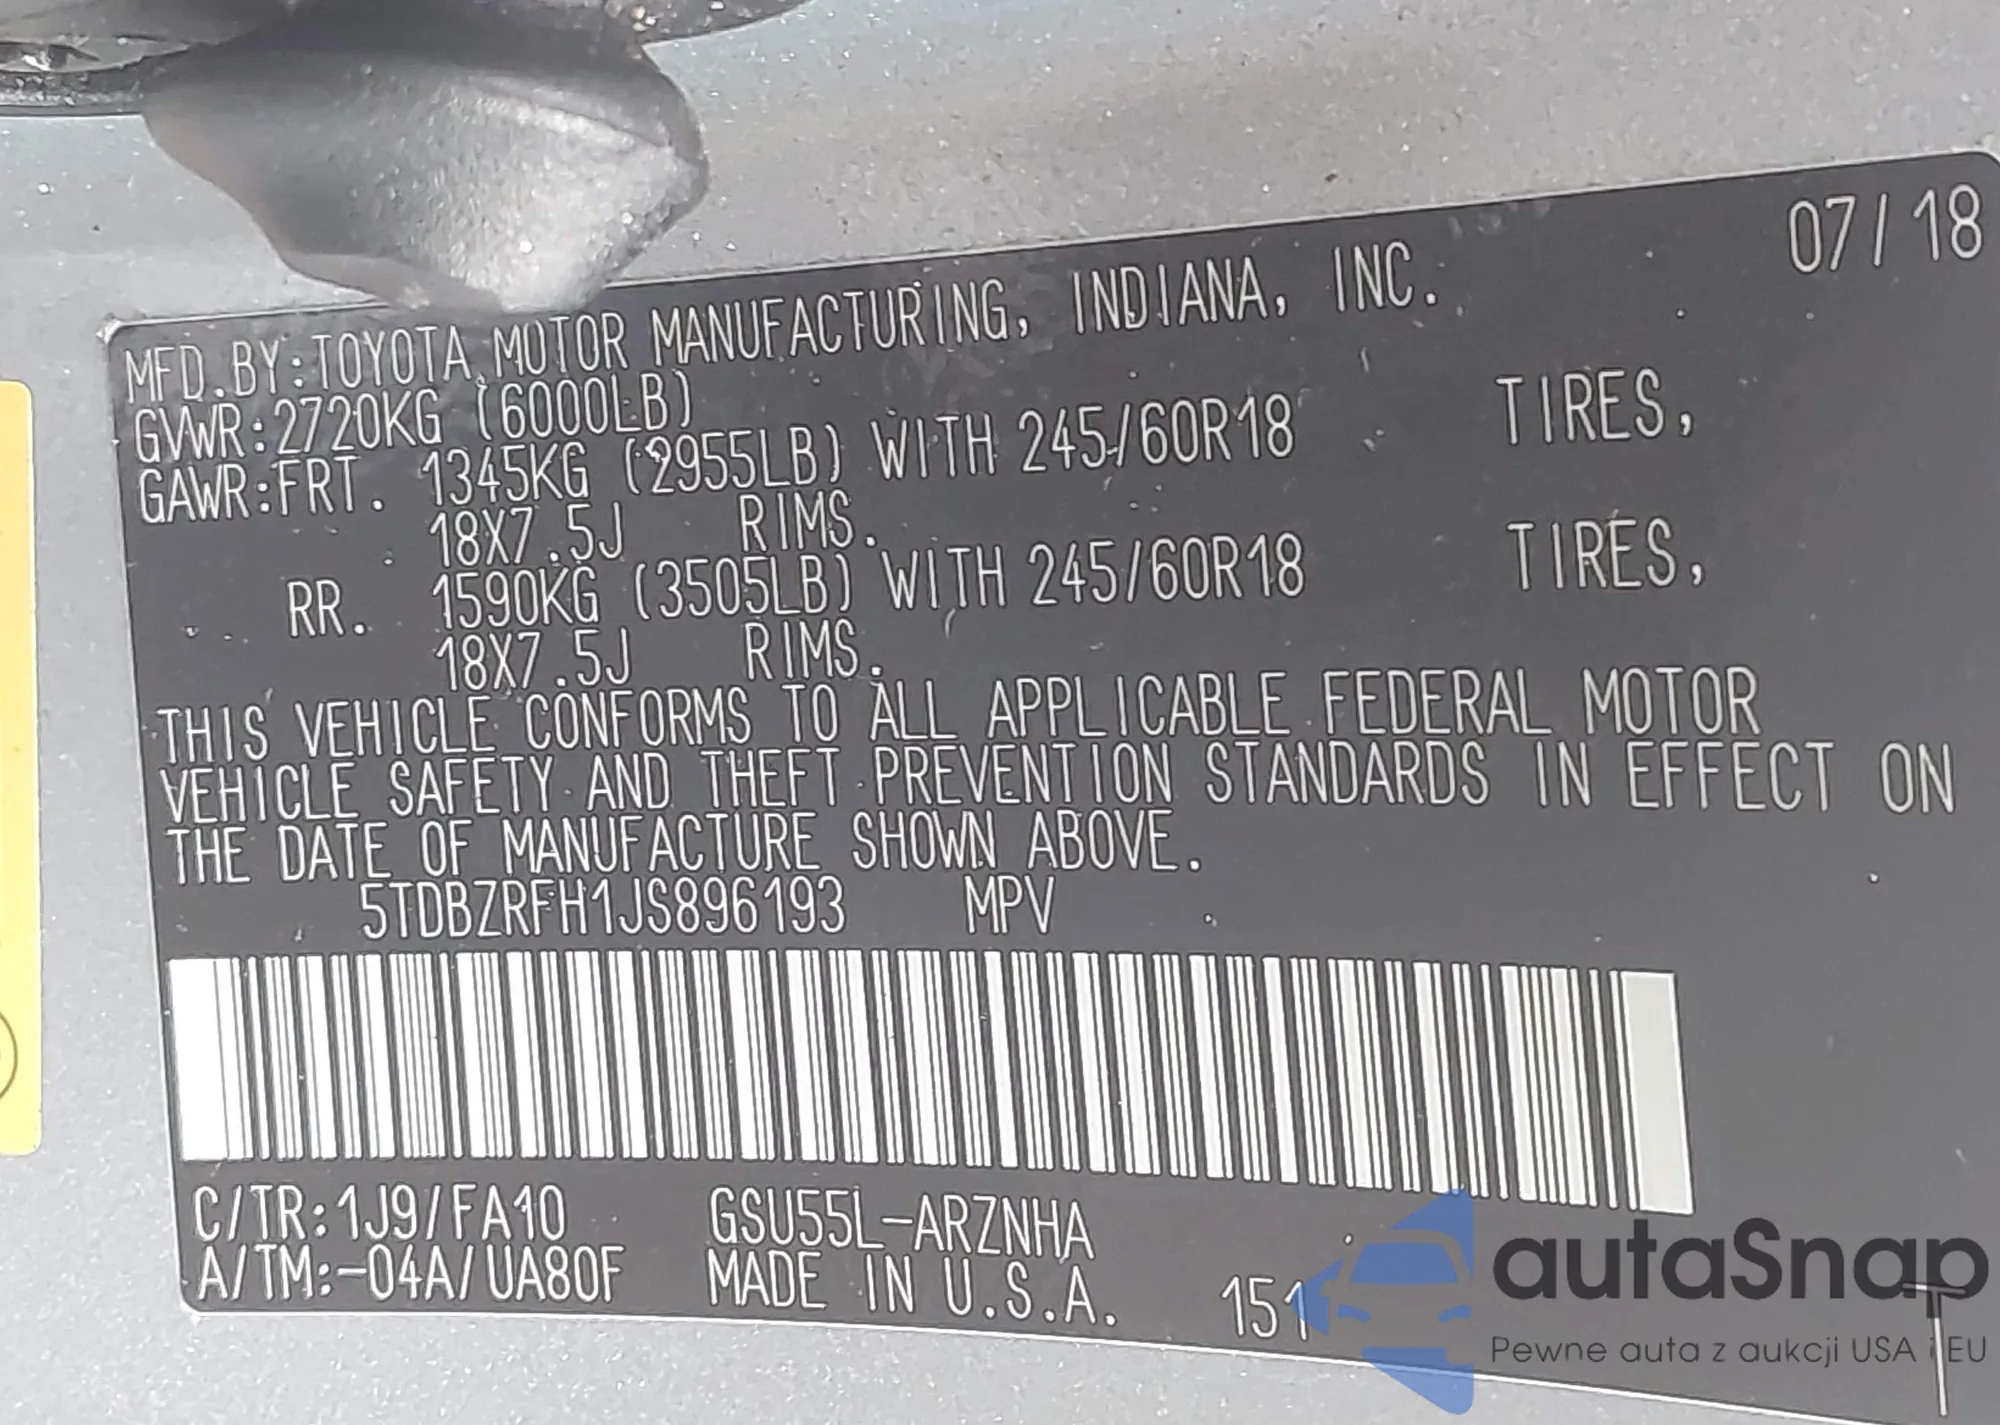 07/18
MFD.BY:TOYOTA MOTOR MANUFACTURING, INDIANA, INC.
GVWR:2720KG (6000LB)
GAWR:FRT. 1345KG (2955LB) WITH 245/60R18 TIRES,
18X7.5J RIMS.
RR. 1590KG (3505LB) WITH 245/60R18 TIRES,
18X7.5J RIMS.
THIS VEHICLE CONFORMS TO ALL APPLICABLE FEDERAL MOTOR
VEHICLE SAFETY AND THEFT PREVENTION STANDARDS IN EFFECT ON
THE DATE OF MANUFACTURE SHOWN ABOVE.
5TDBZRFH1JS896193 MPV
C/TR:1J9/FA10 GSU55L-ARZNHA
A/TM:-04A/UA80F MADE IN U.S.A. 151 T
autaSnap
Pewne auta z aukcji USA i EU